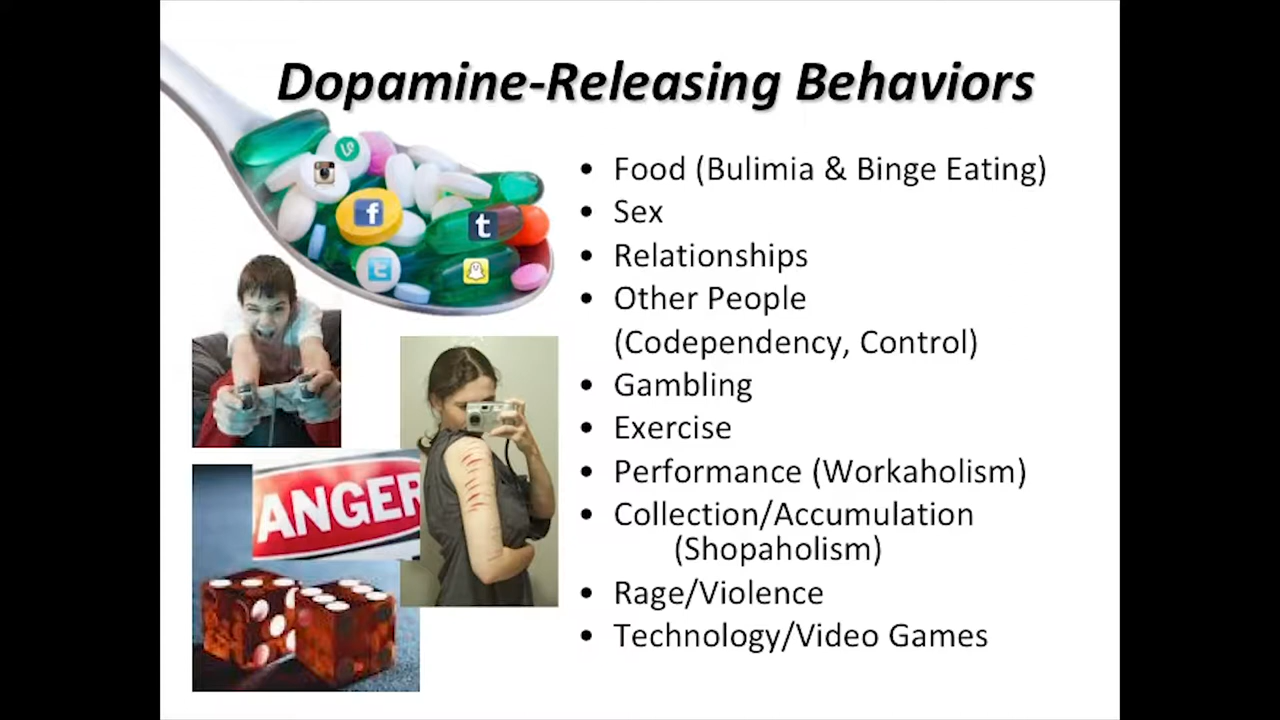 Dopamine-Releasing Behaviors
• Food (Bulimia & Binge Eating)
• Sex
• Relationships
• Other People
(Codependency, Control)
• Gambling
• Exercise
• Performance (Workaholism)
• Collection/Accumulation
(Shopaholism)
• Rage/Violence
• Technology/Video Games
f
t
t
ANGER